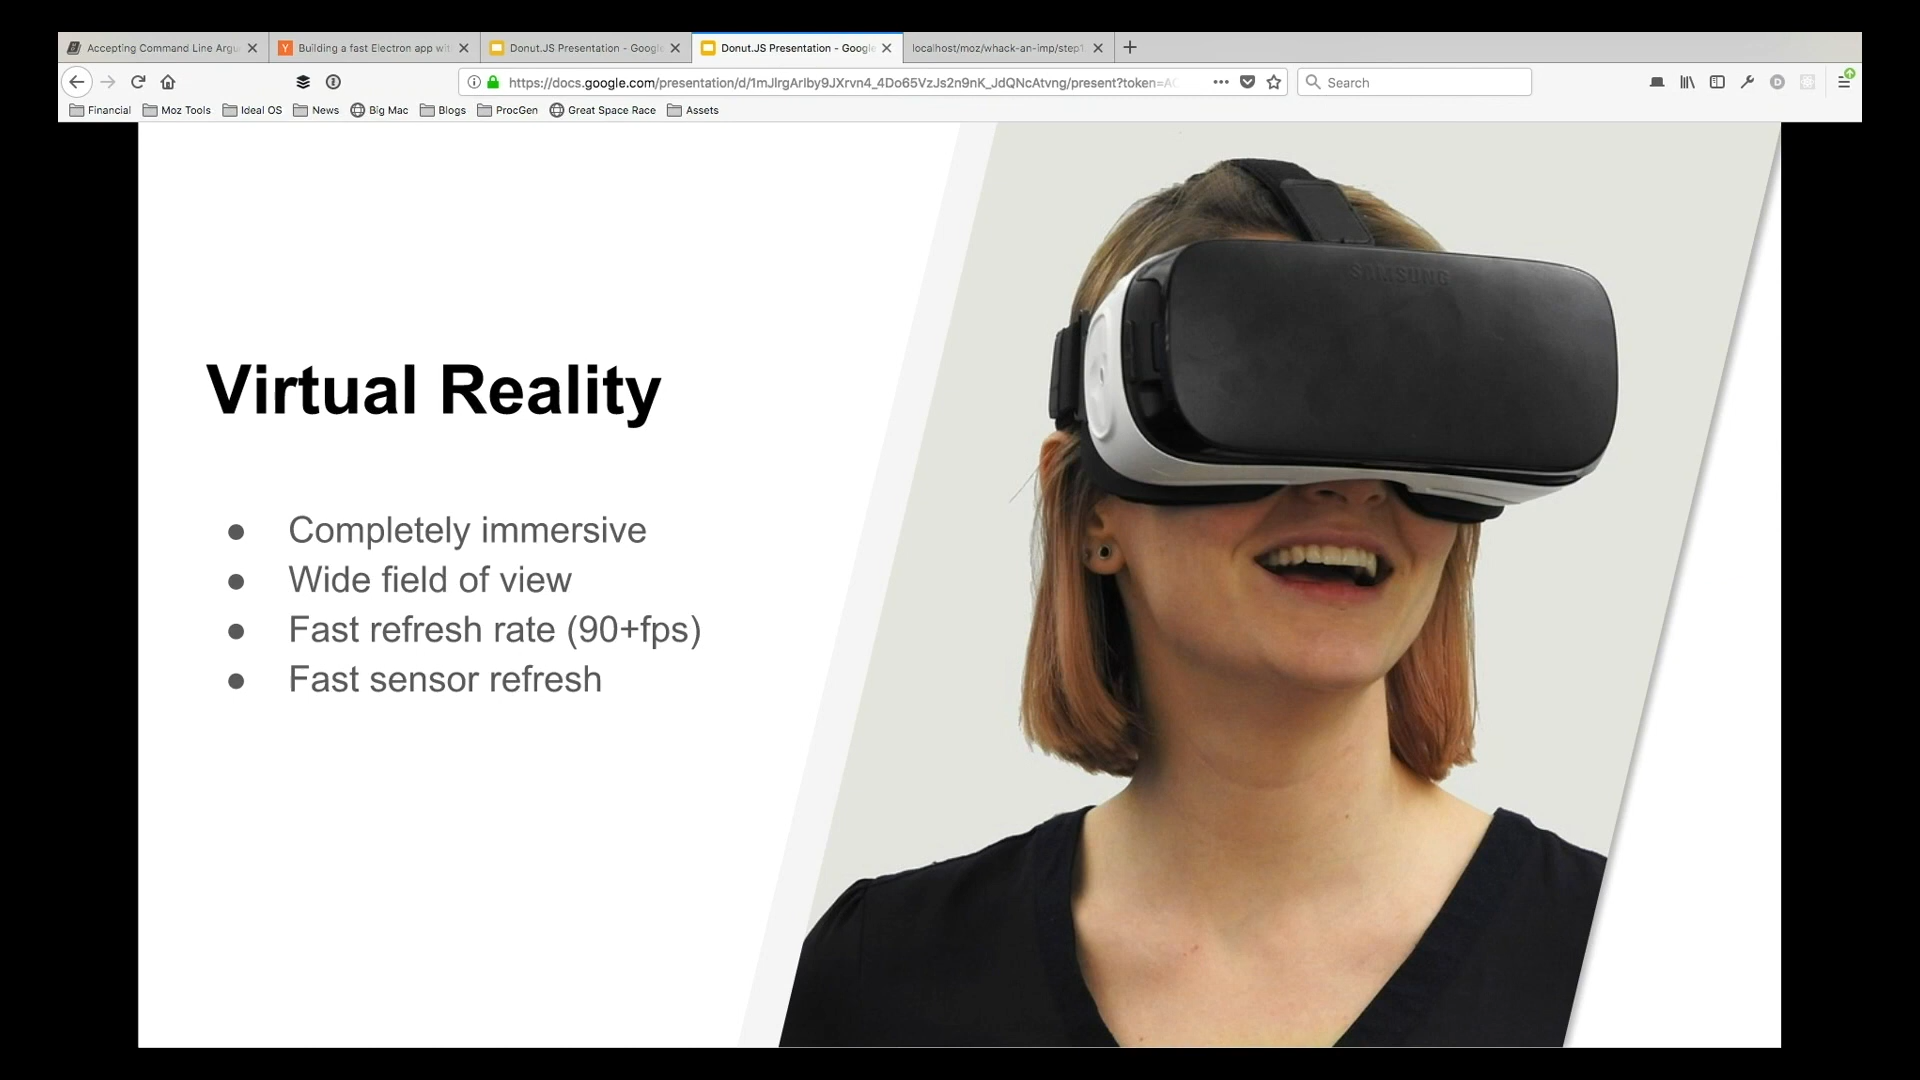 Accepting Command Line Argu
Building a fast Electron app wit
Donut.JS Presentation - Google
Donut.JS Presentation - Google
localhost/moz/whack-an-imp/step1
https://docs.google.com/presentation/d/1mJlrgArIby9JXrvn4_4Do65VzJs2n9nK_JdQNcAtvng/present?token=AC
Search
Financial
Moz Tools
Ideal OS
News
Big Mac
Blogs
ProcGen
Great Space Race
Assets
SAMSUNG
Virtual Reality
● Completely immersive
● Wide field of view
● Fast refresh rate (90+fps)
● Fast sensor refresh